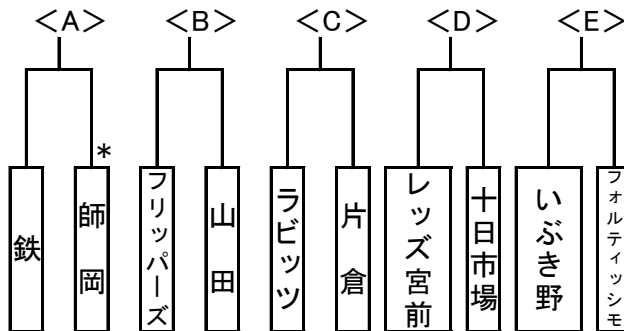 <A> <B> <C> <D> <E>
*
鉄
師岡
フリッパーズ
山田
ラビッツ
片倉
レッズ宮前
十日市場
いぶき野
フォルティッシモ